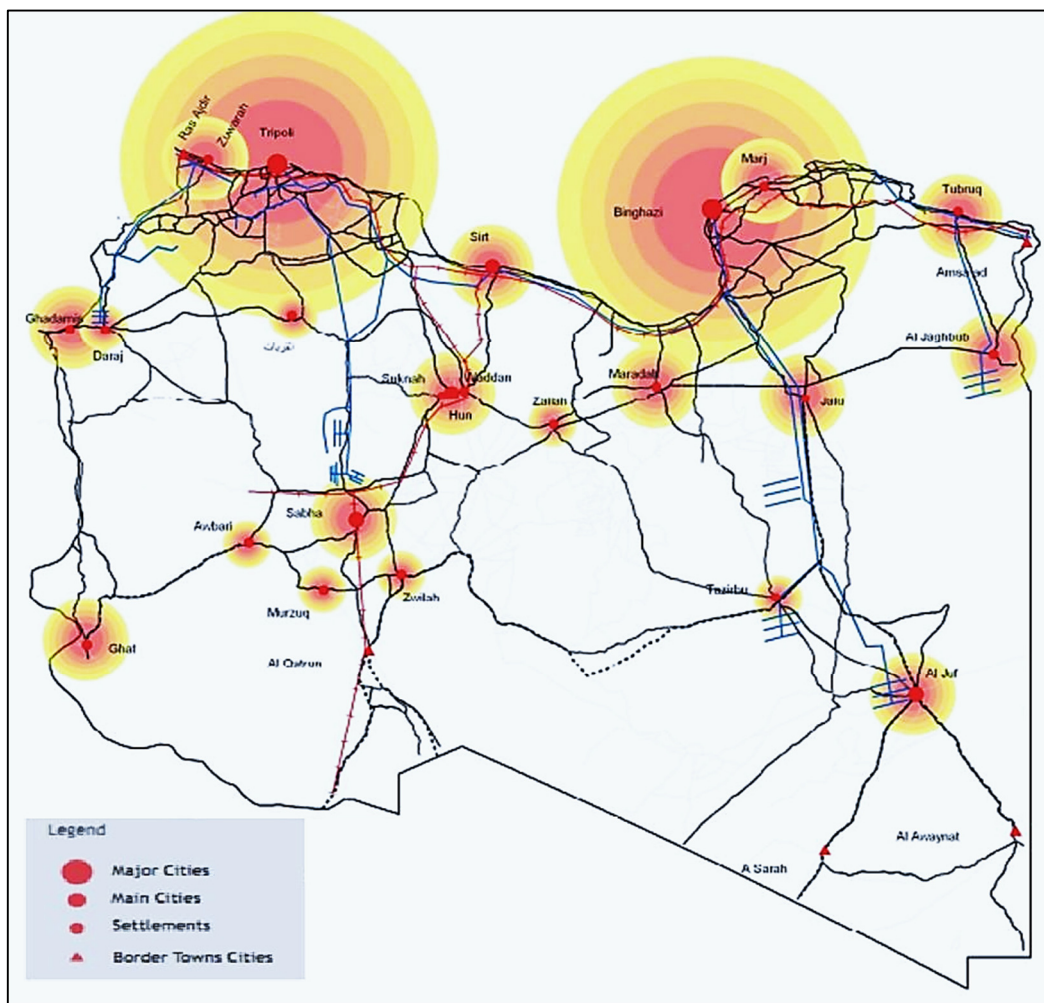 Ras Ajdir
Zuwarah
Tripoli
Marj
Binghazi
Tubruq
Sirt
Amsaad
Ghadamis
Daraj
القريات
Al Jaghbub
Suknah
Waddan
Hun
Maradah
Zallah
Jalu
Sabha
Awbari
Murzuq
Zwilah
Tazirbu
Ghat
Al Qatrun
Al Juf
Al Awaynat
A Sarah
Legend
Major Cities
Main Cities
Settlements
Border Towns Cities